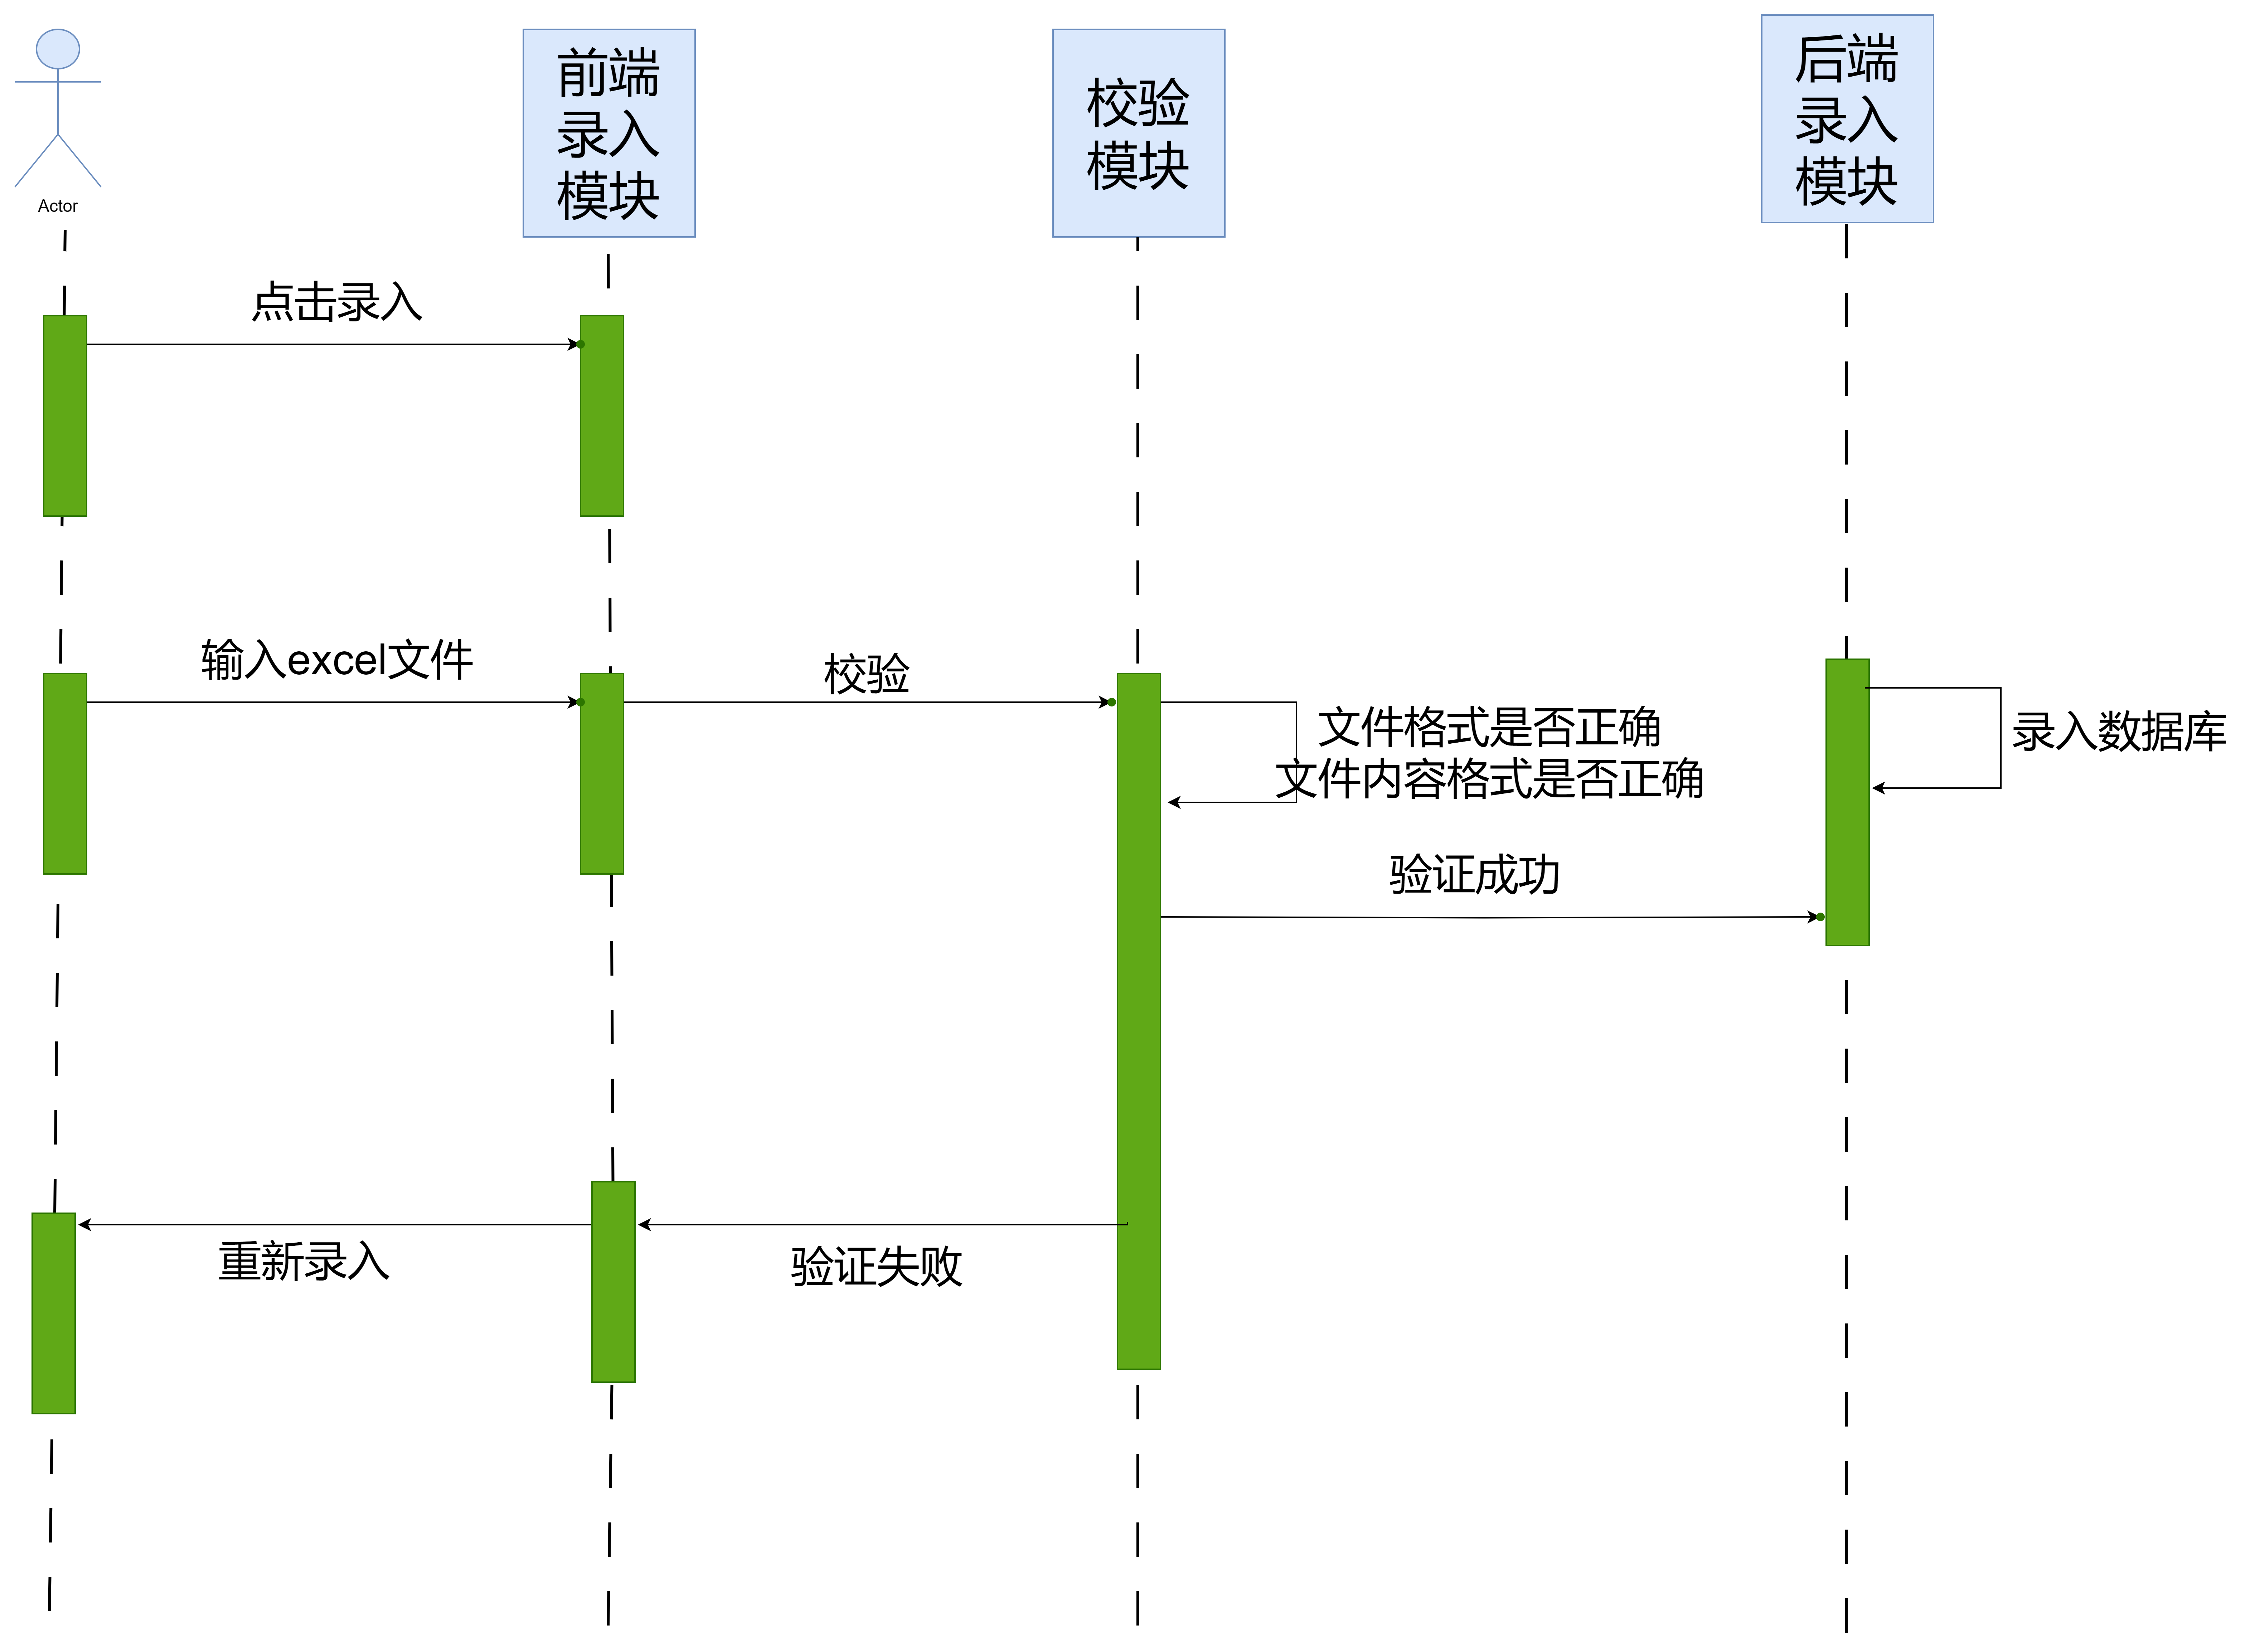 Actor
前端
录入
模块
校验
模块
后端
录入
模块
点击录入
输入excel文件
校验
文件格式是否正确
文件内容格式是否正确
录入数据库
验证成功
重新录入
验证失败